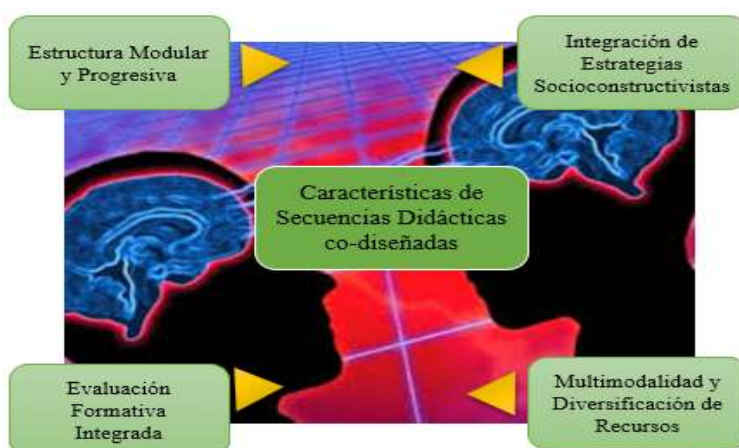 Estructura Modular
y Progresiva
Integración de
Estrategias
Socioconstructivistas
Características de
Secuencias Didácticas
co-diseñadas
Evaluación
Formativa
Integrada
Multimodalidad y
Diversificación de
Recursos